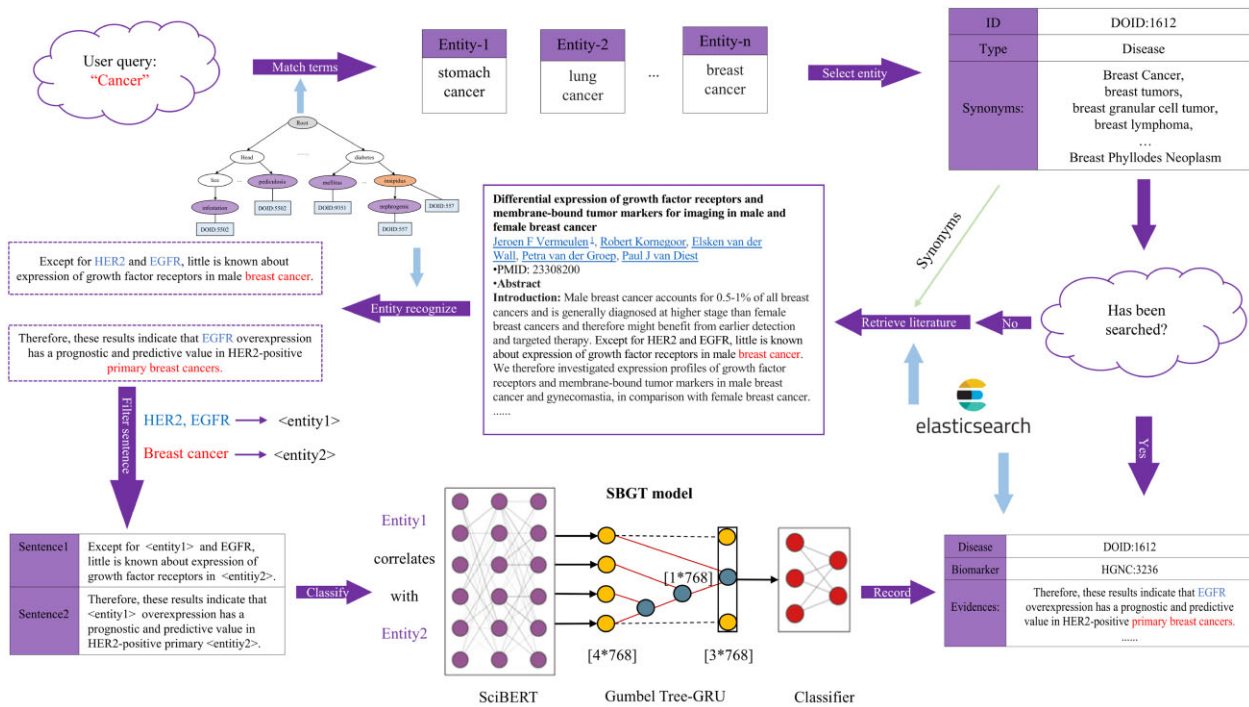 User query:
“Cancer”
Match terms
Entity-1
stomach
cancer
Entity-2
lung
cancer
...
Entity-n
breast
cancer
Select entity
ID
DOID:1612
Type
Disease
Synonyms:
Breast Cancer,
breast tumors,
breast granular cell tumor,
breast lymphoma,
…
Breast Phyllodes Neoplasm
Root
Head
......
diabetes
...
pediculosis
mellitus
...
insipidus
infestation
DOID:5502
DOID:9351
nephrogenic
DOID:557
DOID:5502
DOID:557
Synonyms
Has been
searched?
No
Retrieve literature
elasticsearch
Yes
Differential expression of growth factor receptors and
membrane-bound tumor markers for imaging in male and
female breast cancer
Jeroen F Vermeulen 1, Robert Kornegoor, Elsken van der
Wall, Petra van der Groep, Paul J van Diest
•PMID: 23308200
•Abstract
Introduction: Male breast cancer accounts for 0.5-1% of all breast
cancers and is generally diagnosed at higher stage than female
breast cancers and therefore might benefit from earlier detection
and targeted therapy. Except for HER2 and EGFR, little is known
about expression of growth factor receptors in male breast cancer.
We therefore investigated expression profiles of growth factor
receptors and membrane-bound tumor markers in male breast
cancer and gynecomastia, in comparison with female breast cancer.
......
Entity recognize
Except for HER2 and EGFR, little is known about
expression of growth factor receptors in male breast cancer.
Therefore, these results indicate that EGFR overexpression
has a prognostic and predictive value in HER2-positive
primary breast cancers.
Filter sentence
HER2, EGFR
<entity1>
Breast cancer
<entity2>
Sentence1
Except for <entity1> and EGFR,
little is known about expression of
growth factor receptors in <entitiy2>.
Sentence2
Therefore, these results indicate that
<entity1> overexpression has a
prognostic and predictive value in
HER2-positive primary <entity2>.
Classify
Entity1
correlates
with
Entity2
SBGT model
[1*768]
[4*768]
[3*768]
SciBERT
Gumbel Tree-GRU
Classifier
Record
Disease
DOID:1612
Biomarker
HGNC:3236
Evidences:
Therefore, these results indicate that EGFR
overexpression has a prognostic and predictive
value in HER2-positive primary breast cancers.
......